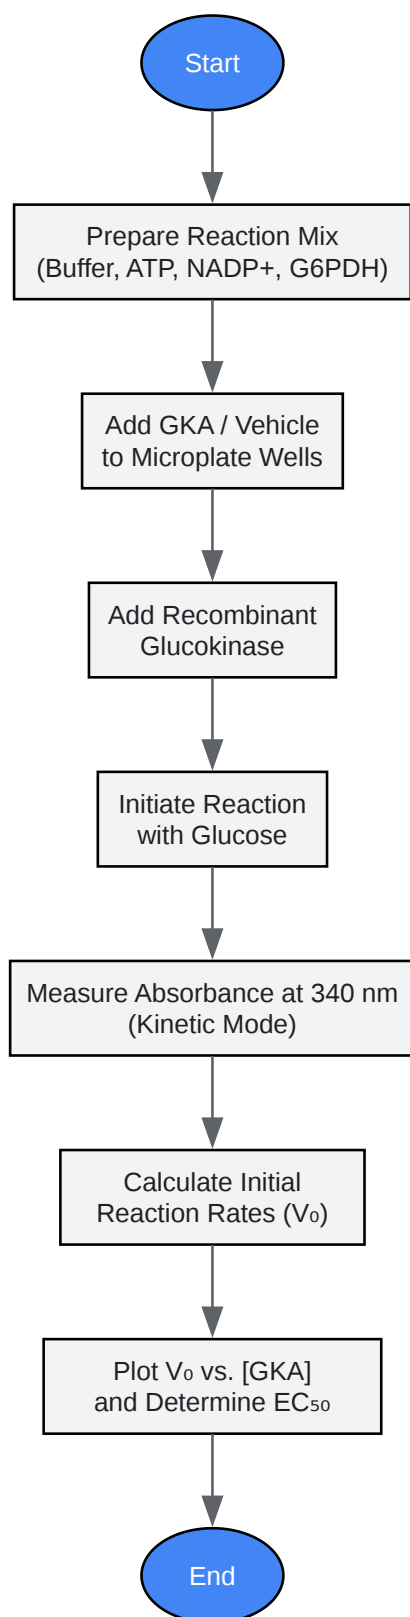 Start
Prepare Reaction Mix
(Buffer, ATP, NADP+, G6PDH)
Add GKA / Vehicle
to Microplate Wells
Add Recombinant
Glucokinase
Initiate Reaction
with Glucose
Measure Absorbance at 340 nm
(Kinetic Mode)
Calculate Initial
Reaction Rates (V₀)
Plot V₀ vs. [GKA]
and Determine EC₅₀
End